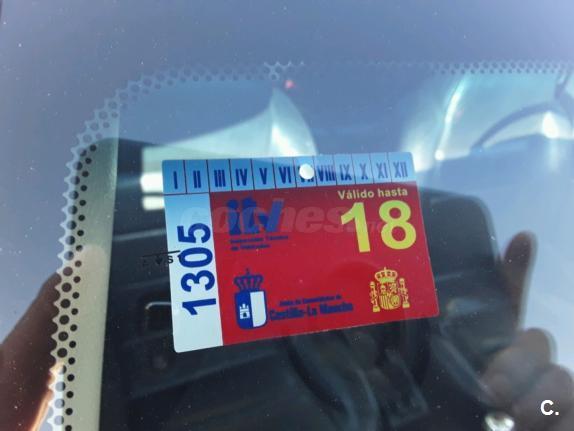 I II III IV V VI VII VIII IX X XI XII
Válido hasta
itv
18
Inspección Técnica
de Vehículos
1305
Junta de Comunidades de
Castilla-La Mancha
coches.net
C.